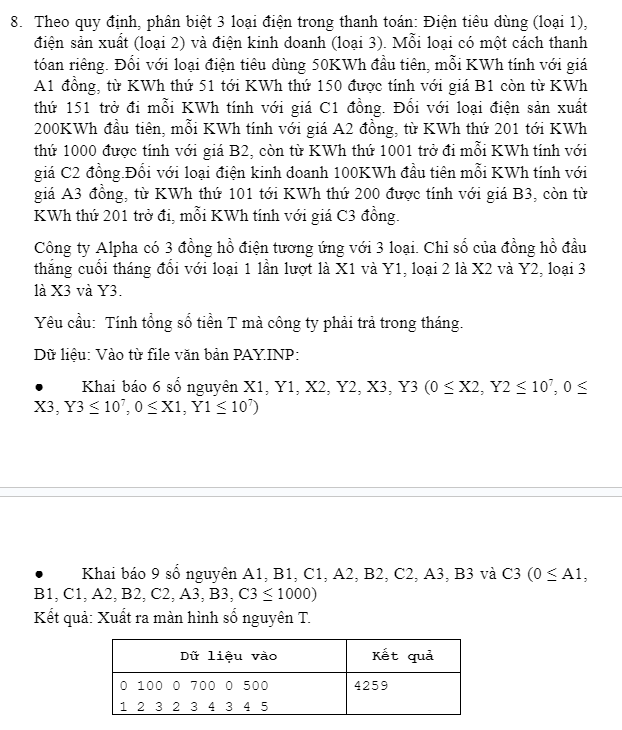 8. Theo quy định, phân biệt 3 loại điện trong thanh toán: Điện tiêu dùng (loại 1),
điện sản xuất (loại 2) và điện kinh doanh (loại 3). Mỗi loại có một cách thanh
tóan riêng. Đối với loại điện tiêu dùng 50KWh đầu tiên, mỗi KWh tính với giá
A1 đồng, từ KWh thứ 51 tới KWh thứ 150 được tính với giá B1 còn từ KWh
thứ 151 trở đi mỗi KWh tính với giá C1 đồng. Đối với loại điện sản xuất
200KWh đầu tiên, mỗi KWh tính với giá A2 đồng, từ KWh thứ 201 tới KWh
thứ 1000 được tính với giá B2, còn từ KWh thứ 1001 trở đi mỗi KWh tính với
giá C2 đồng.Đối với loại điện kinh doanh 100KWh đầu tiên mỗi KWh tính với
giá A3 đồng, từ KWh thứ 101 tới KWh thứ 200 được tính với giá B3, còn từ
KWh thứ 201 trở đi, mỗi KWh tính với giá C3 đồng.
Công ty Alpha có 3 đồng hồ điện tương ứng với 3 loại. Chỉ số của đồng hồ đầu
thăng cuối tháng đối với loại 1 lần lượt là X1 và Y1, loại 2 là X2 và Y2, loại 3
là X3 và Y3.
Yêu cầu: Tính tổng số tiền T mà công ty phải trả trong tháng.
Dữ liệu: Vào từ file văn bản PAY.INP:
● Khai báo 6 số nguyên X1, Y1, X2, Y2, X3, Y3 (0 ≤ X2, Y2 ≤ 10⁷, 0 ≤
X3, Y3 ≤ 10⁷, 0 ≤ X1, Y1 ≤ 10⁷)
● Khai báo 9 số nguyên A1, B1, C1, A2, B2, C2, A3, B3 và C3 (0 ≤ A1,
B1, C1, A2, B2, C2, A3, B3, C3 ≤ 1000)
Kết quả: Xuất ra màn hình số nguyên T.
Dữ liệu vào Kết quả
0 100 0 700 0 500 4259
1 2 3 2 3 4 3 4 5